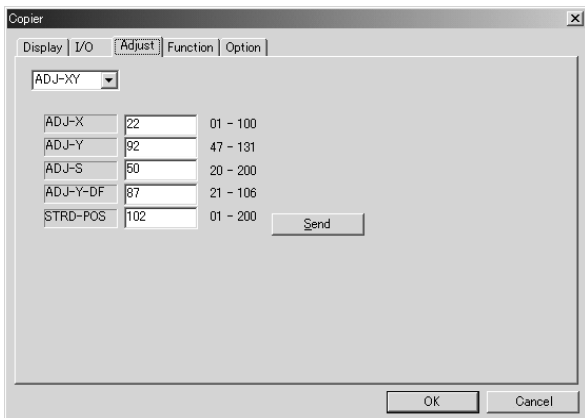 Copier
Display I/O Adjust Function Option
ADJ-XY
ADJ-X 22 01 - 100
ADJ-Y 92 47 - 131
ADJ-S 50 20 - 200
ADJ-Y-DF 87 21 - 106
STRD-POS 102 01 - 200 Send
OK Cancel